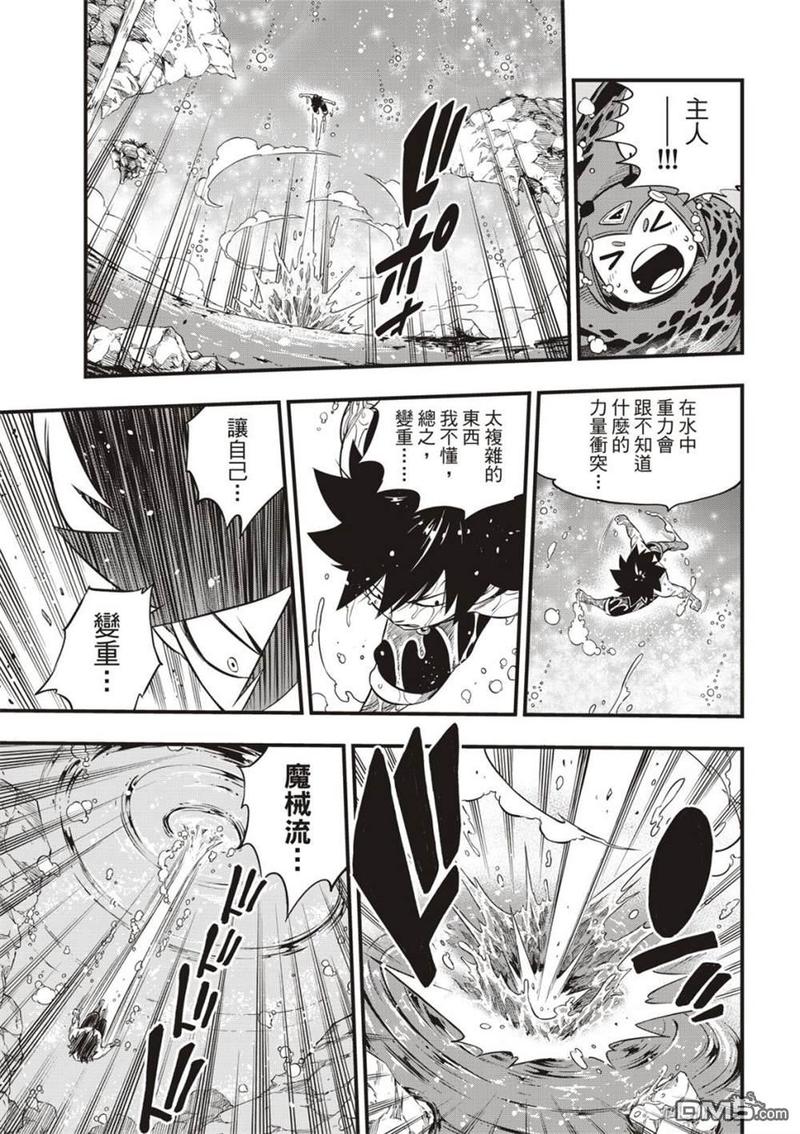 主人
——!!!
ドポォ
在水中
重力會
跟不知道
什麼的
力量衝突…
太複雜的
東西
我不懂，
總之，
變重……
讓自己…
變重…
魔械流…
ドドドドド
DM5.com